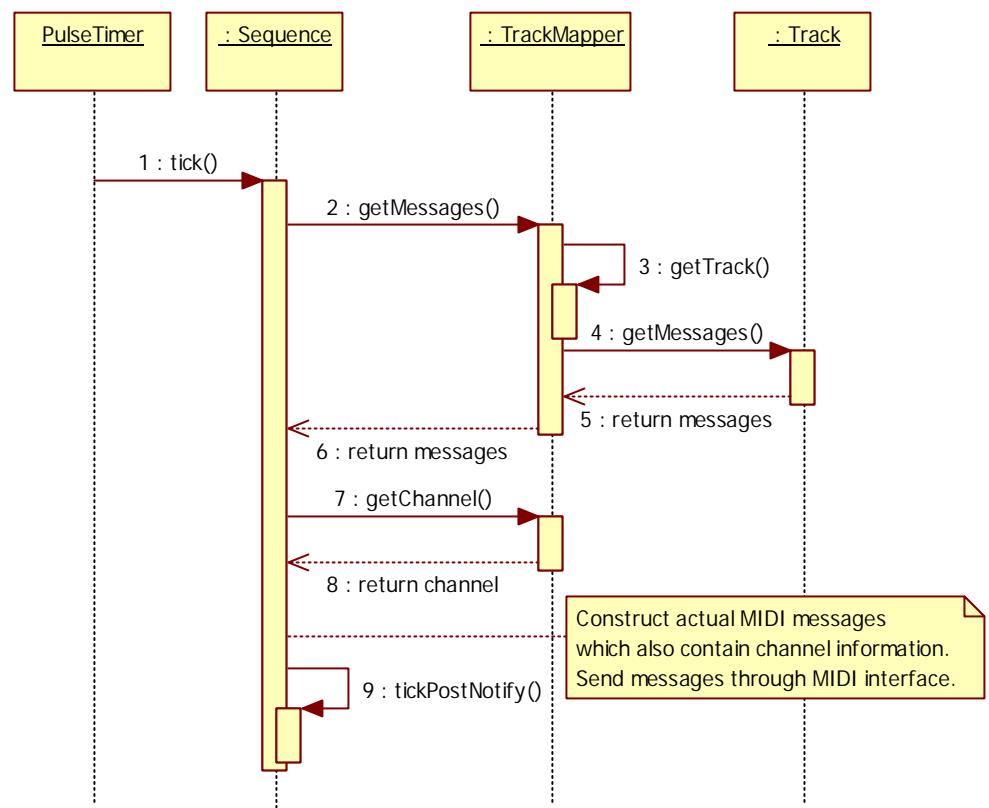 PulseTimer
: Sequence
: TrackMapper
: Track
1 : tick()
2 : getMessages()
3 : getTrack()
4 : getMessages()
5 : return messages
6 : return messages
7 : getChannel()
8 : return channel
Construct actual MIDI messages
which also contain channel information.
Send messages through MIDI interface.
9 : tickPostNotify()